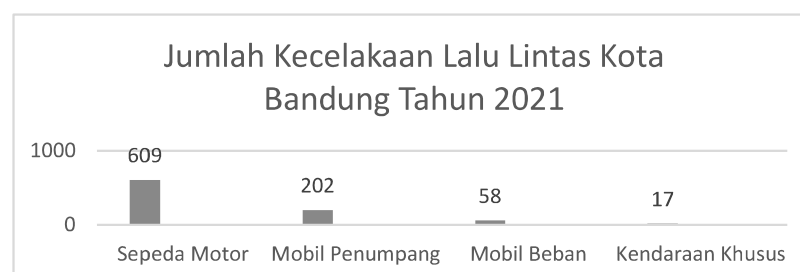 Jumlah Kecelakaan Lalu Lintas Kota
Bandung Tahun 2021
1000
609
202
58
17
0
Sepeda Motor Mobil Penumpang Mobil Beban Kendaraan Khusus